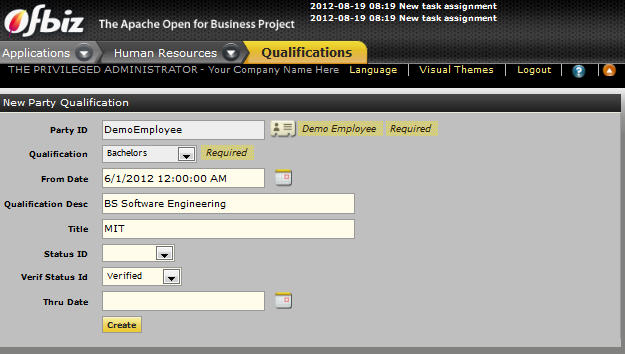 Ofbiz The Apache Open for Business Project
2012-08-19 08:19 New task assignment
2012-08-19 08:19 New task assignment
Applications Human Resources Qualifications
THE PRIVILEGED ADMINISTRATOR - Your Company Name Here Language Visual Themes Logout ?
New Party Qualification
Party ID DemoEmployee Demo Employee Required
Qualification Bachelors Required
From Date 6/1/2012 12:00:00 AM
Qualification Desc BS Software Engineering
Title MIT
Status ID
Verif Status Id Verified
Thru Date
Create